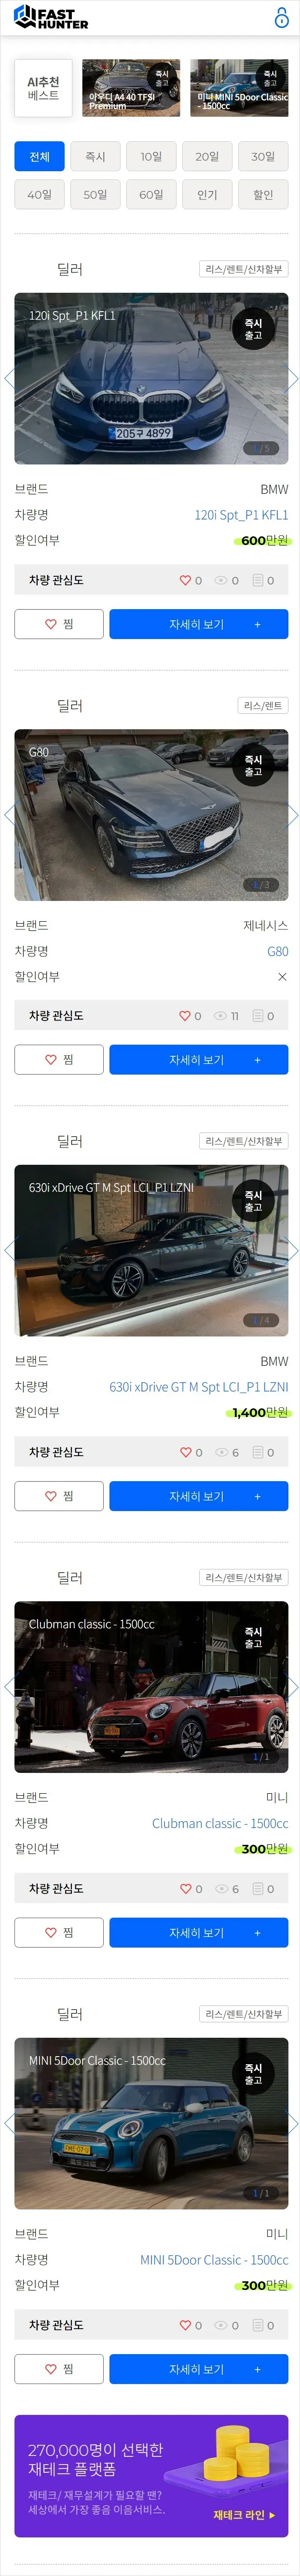 FAST
HUNTER
AI추천
베스트
아우디 A4 40 TFSI
Premium
즉시
출고
미니 MINI 5Door Classic
- 1500cc
즉시
출고
전체
즉시
10일
20일
30일
40일
50일
60일
인기
할인
딜러
리스/렌트/신차할부
120i Spt_P1 KFL1
즉시
출고
205구 4899
1 / 5
브랜드
BMW
차량명
120i Spt_P1 KFL1
할인여부
600만원
차량 관심도
0
0
0
찜
자세히 보기 +
딜러
리스/렌트
G80
즉시
출고
1 / 3
브랜드
제네시스
차량명
G80
할인여부
×
차량 관심도
0
11
0
찜
자세히 보기 +
딜러
리스/렌트/신차할부
630i xDrive GT M Spt LCI_P1 LZNI
즉시
출고
1 / 4
브랜드
BMW
차량명
630i xDrive GT M Spt LCI_P1 LZNI
할인여부
1,400만원
차량 관심도
0
6
0
찜
자세히 보기 +
딜러
리스/렌트/신차할부
Clubman classic - 1500cc
즉시
출고
1 / 1
브랜드
미니
차량명
Clubman classic - 1500cc
할인여부
300만원
차량 관심도
0
6
0
찜
자세히 보기 +
딜러
리스/렌트/신차할부
MINI 5Door Classic - 1500cc
즉시
출고
1 / 1
브랜드
미니
차량명
MINI 5Door Classic - 1500cc
할인여부
300만원
차량 관심도
0
0
0
찜
자세히 보기 +
270,000명이 선택한
재테크 플랫폼
재테크/ 재무설계가 필요할 땐?
세상에서 가장 좋음 이음서비스.
재테크 라인 ▶